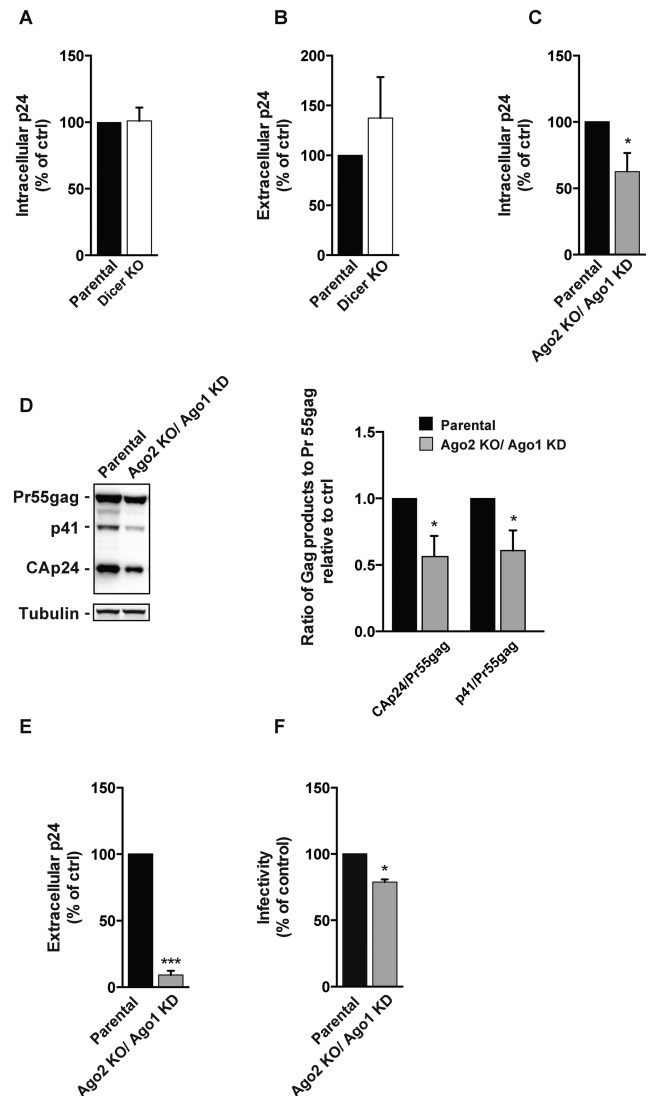 A
Intracellular p24
(% of ctrl)
150
100
50
0
Parental
Dicer KO
B
Extracellular p24
(% of ctrl)
200
150
100
50
0
Parental
Dicer KO
C
Intracellular p24
(% of ctrl)
150
100
50
0
*
Parental
Ago2 KO/ Ago1 KD
D
Parental
Ago2 KO/ Ago1 KD
Pr55gag -
p41 -
CAp24 -
Tubulin -
Ratio of Gag products to Pr 55gag
relative to ctrl
Parental
Ago2 KO/ Ago1 KD
1.5
1.0
0.5
0.0
*
*
CAp24/Pr55gag
p41/Pr55gag
E
Extracellular p24
(% of ctrl)
150
100
50
0
***
Parental
Ago2 KO/ Ago1 KD
F
Infectivity
(% of control)
150
100
50
0
*
Parental
Ago2 KO/ Ago1 KD